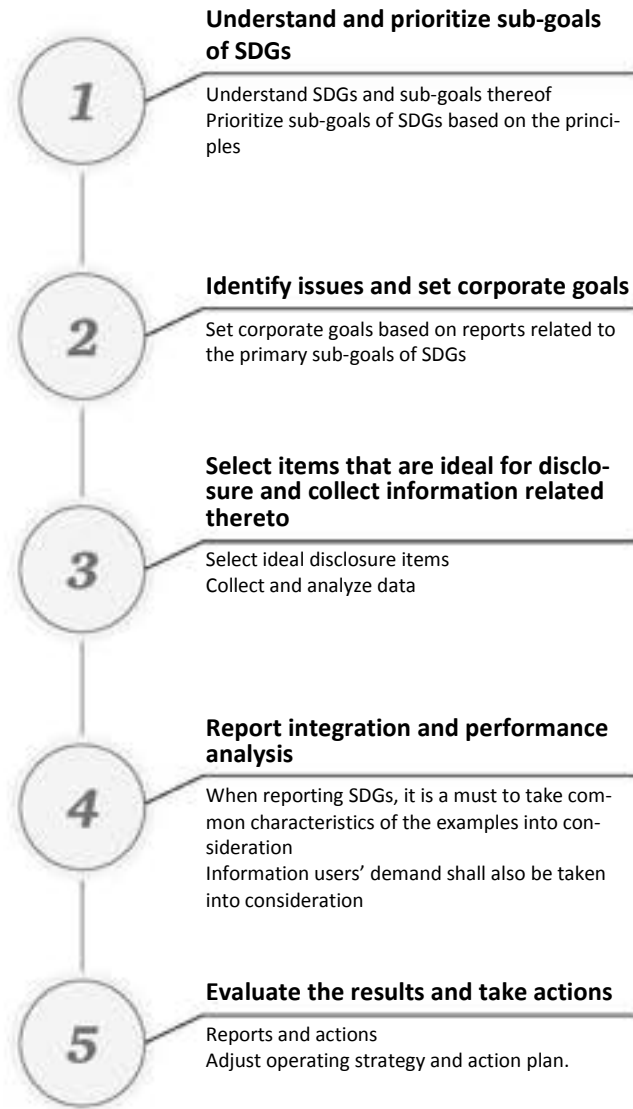 Understand and prioritize sub-goals
of SDGs
1
Understand SDGs and sub-goals thereof
Prioritize sub-goals of SDGs based on the princi-
ples
Identify issues and set corporate goals
2
Set corporate goals based on reports related to
the primary sub-goals of SDGs
Select items that are ideal for disclo-
sure and collect information related
thereto
3
Select ideal disclosure items
Collect and analyze data
Report integration and performance
analysis
4
When reporting SDGs, it is a must to take com-
mon characteristics of the examples into con-
sideration
Information users’ demand shall also be taken
into consideration
Evaluate the results and take actions
5
Reports and actions
Adjust operating strategy and action plan.